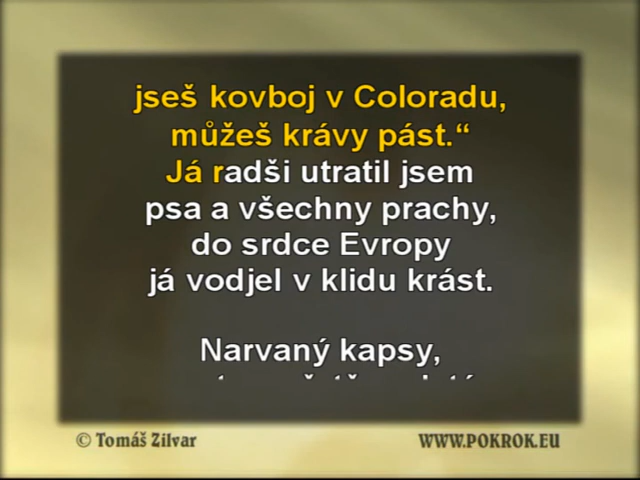 jseš kovboj v Coloradu,
můžeš krávy pást.“
Já radši utratil jsem
psa a všechny prachy,
do srdce Evropy
já vodjel v klidu krást.
Narvaný kapsy,
© Tomáš Zilvar
WWW.POKROK.EU